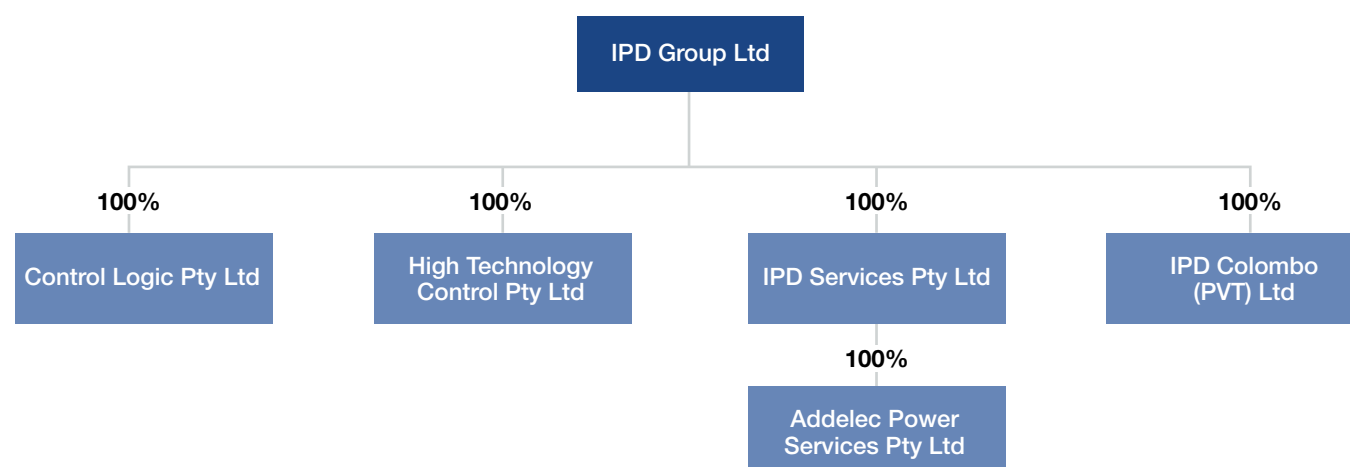 IPD Group Ltd
100%
100%
100%
100%
Control Logic Pty Ltd
High Technology
Control Pty Ltd
IPD Services Pty Ltd
IPD Colombo
(PVT) Ltd
100%
Addelec Power
Services Pty Ltd